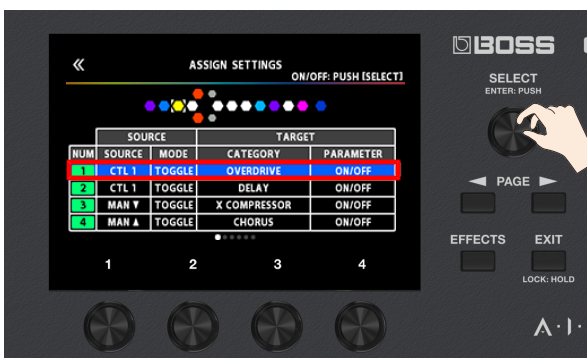 BOSS
«
ASSIGN SETTINGS
ON/OFF: PUSH [SELECT]
SELECT
ENTER: PUSH
SOURCE TARGET
NUM SOURCE MODE CATEGORY PARAMETER
1 CTL 1 TOGGLE OVERDRIVE ON/OFF
2 CTL 1 TOGGLE DELAY ON/OFF
3 MAN ▼ TOGGLE X COMPRESSOR ON/OFF
4 MAN ▲ TOGGLE CHORUS ON/OFF
◀ PAGE ▶
1 2 3 4
EFFECTS EXIT
LOCK: HOLD